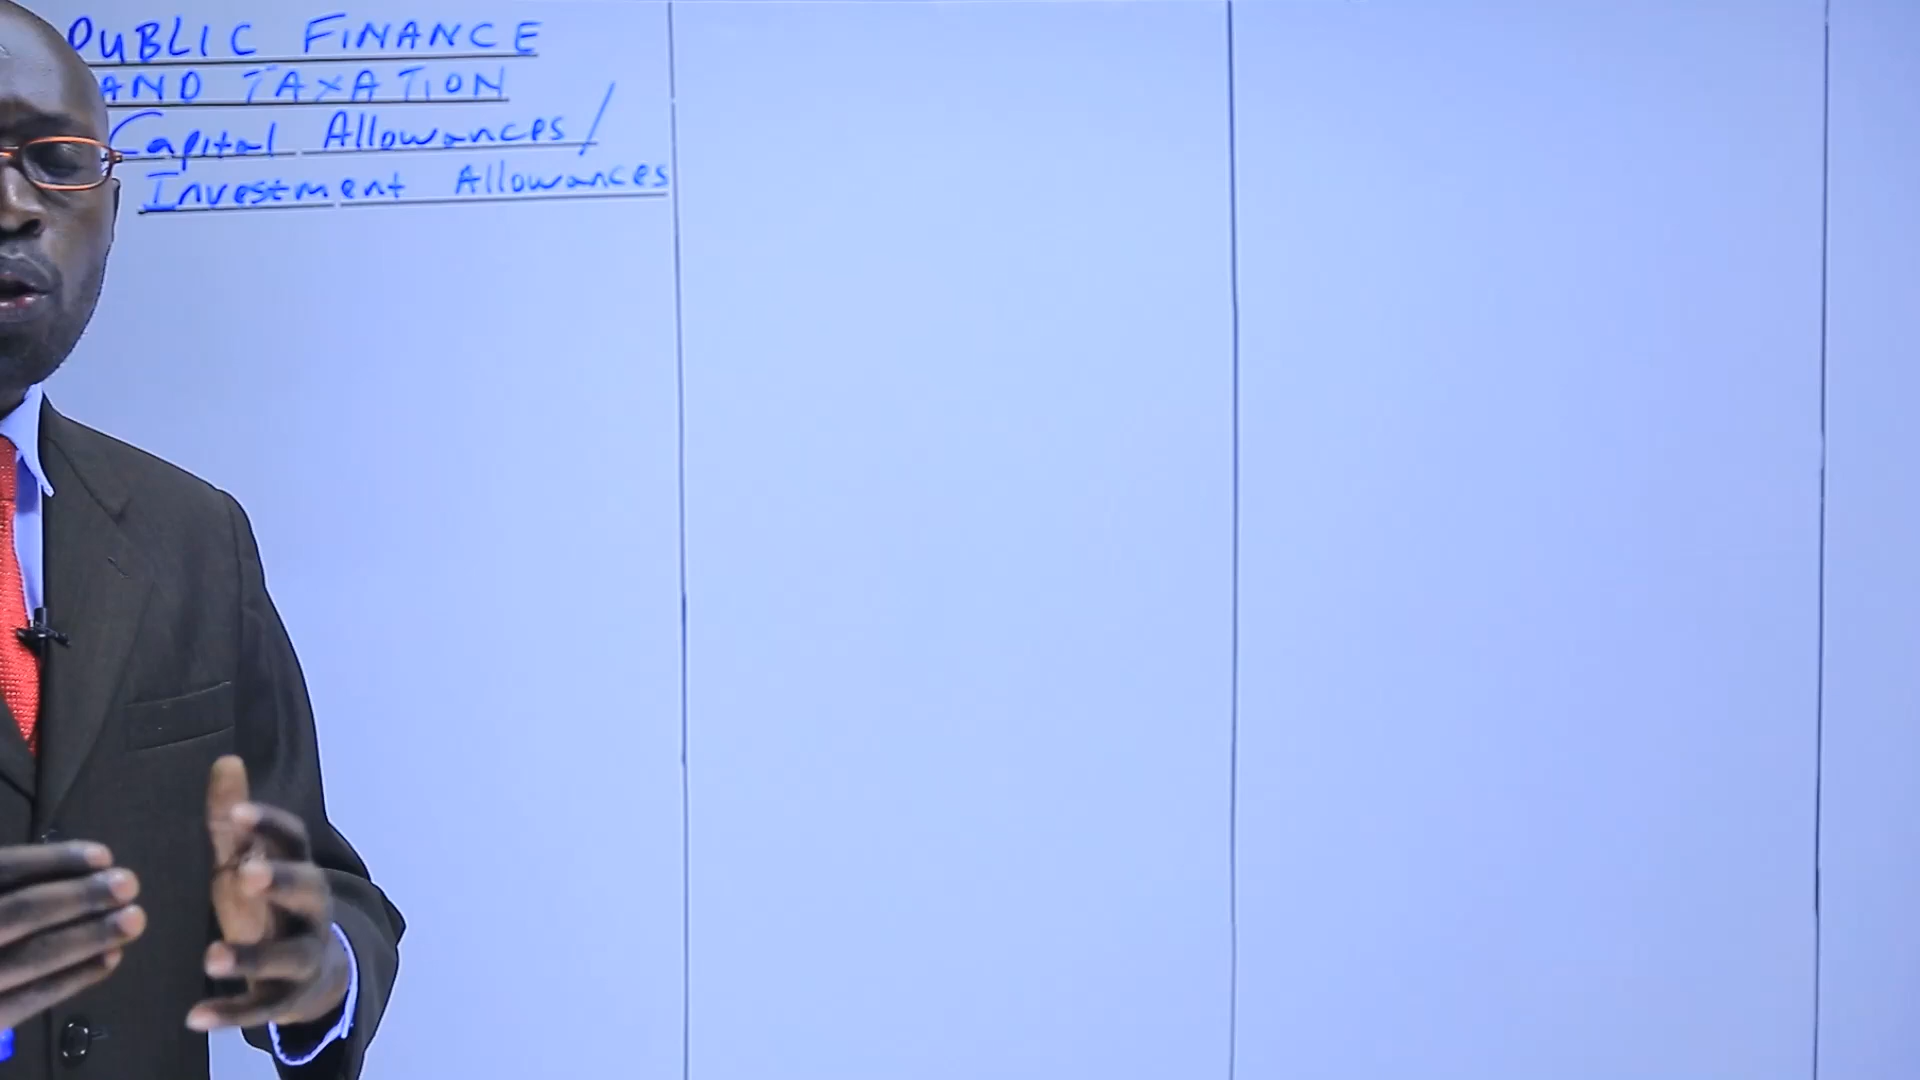 PUBLIC FINANCE
AND TAXATION
Capital Allowances/
Investment Allowances